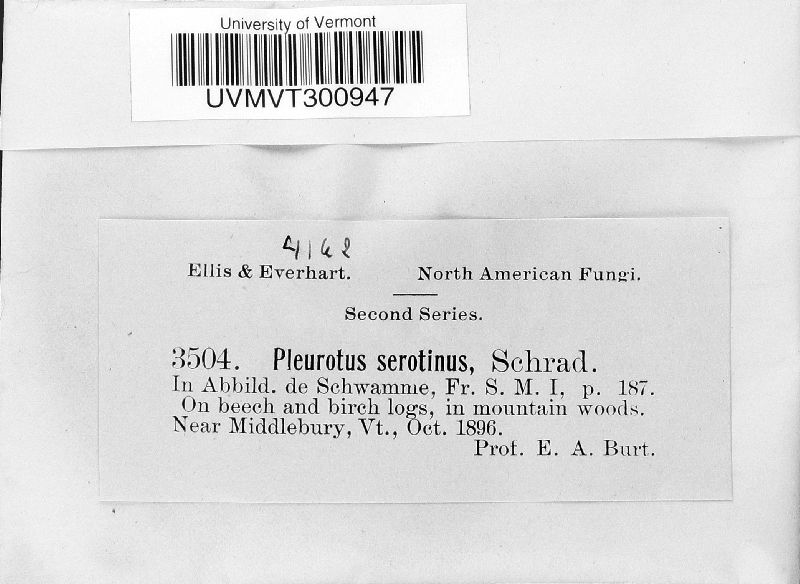 University of Vermont
UVMVT300947
4162
Ellis & Everhart. North American Fungi.
Second Series.
3504. Pleurotus serotinus, Schrad.
In Abbild. de Schwamme, Fr. S. M. I, p. 187.
On beech and birch logs, in mountain woods.
Near Middlebury, Vt., Oct. 1896.
Prof. E. A. Burt.